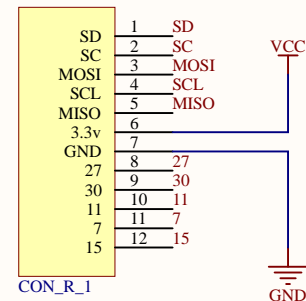 SD 1 SD
SC 2 SC VCC
MOSI 3 MOSI
SCL 4 SCL
MISO 5 MISO
3.3v 6
GND 7
27 8 27
30 9 30
11 10 11
7 11 7
15 12 15
CON_R_1 GND